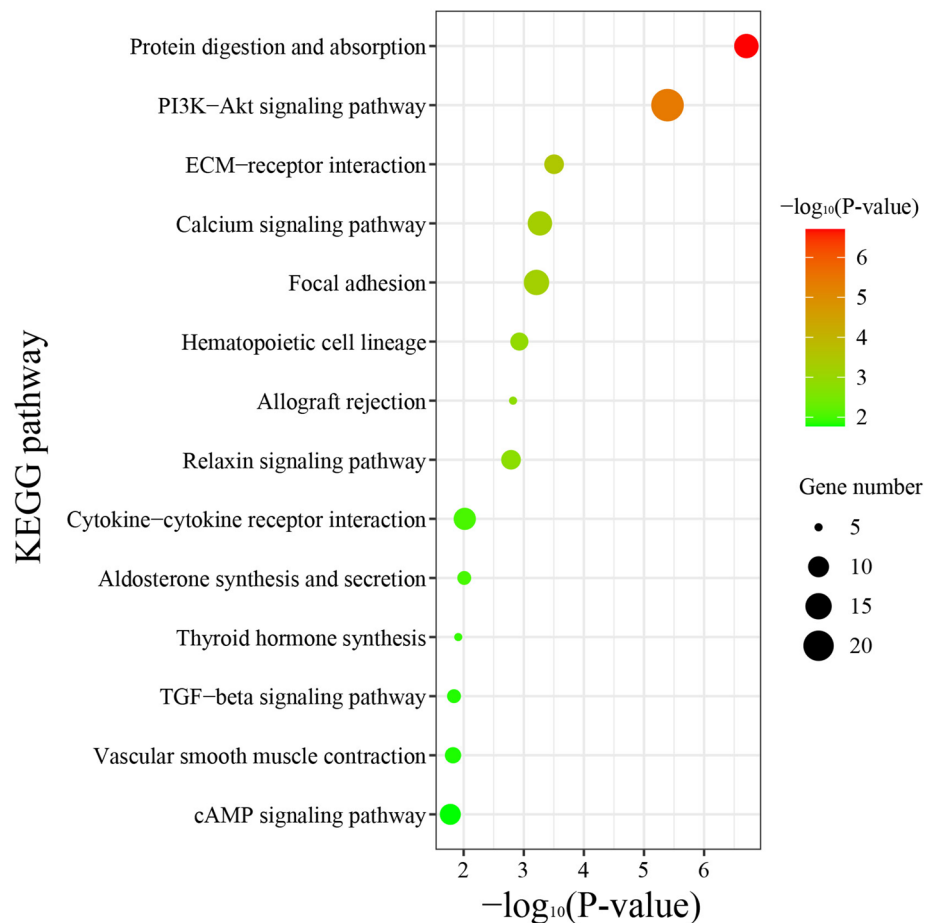 Protein digestion and absorption
PI3K−Akt signaling pathway
ECM−receptor interaction
Calcium signaling pathway
Focal adhesion
Hematopoietic cell lineage
Allograft rejection
Relaxin signaling pathway
Cytokine−cytokine receptor interaction
Aldosterone synthesis and secretion
Thyroid hormone synthesis
TGF−beta signaling pathway
Vascular smooth muscle contraction
cAMP signaling pathway
KEGG pathway
2 3 4 5 6
−log₁₀(P-value)
−log₁₀(P-value)
6
5
4
3
2
Gene number
5
10
15
20